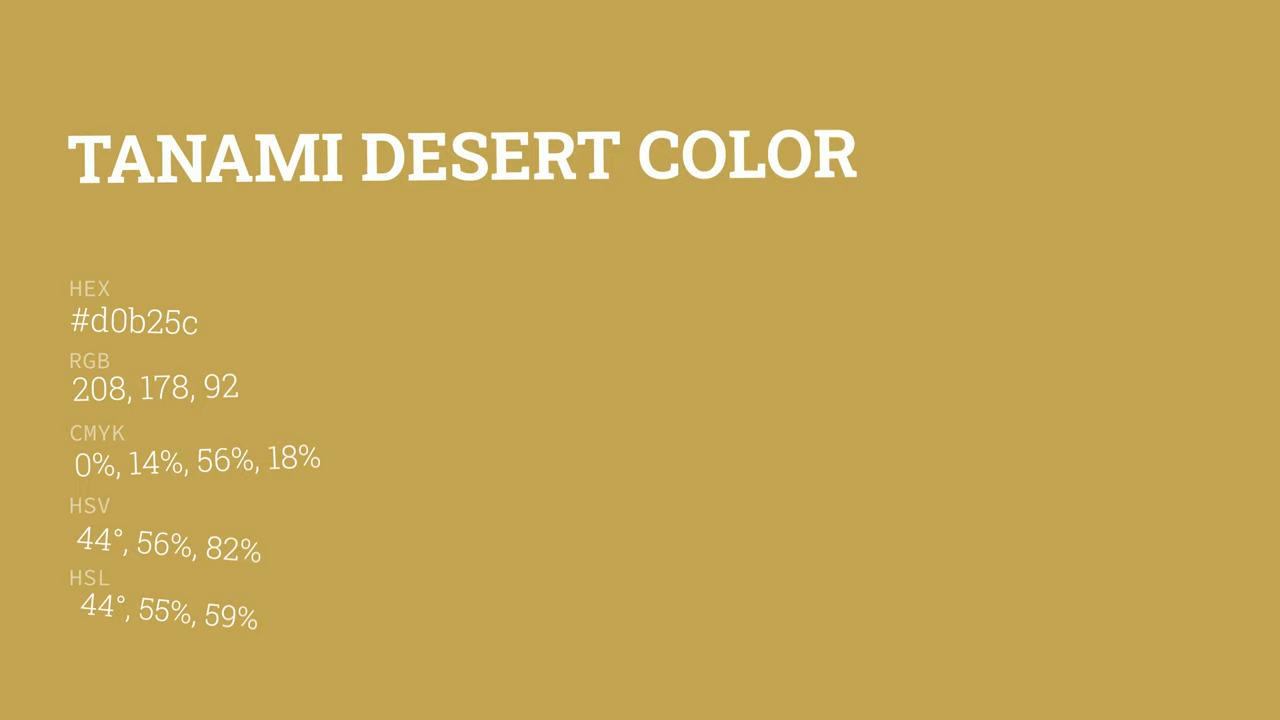 TANAMI DESERT COLOR
HEX
#d0b25c
RGB
208, 178, 92
CMYK
0%, 14%, 56%, 18%
HSV
44°, 56%, 82%
HSL
44°, 55%, 59%